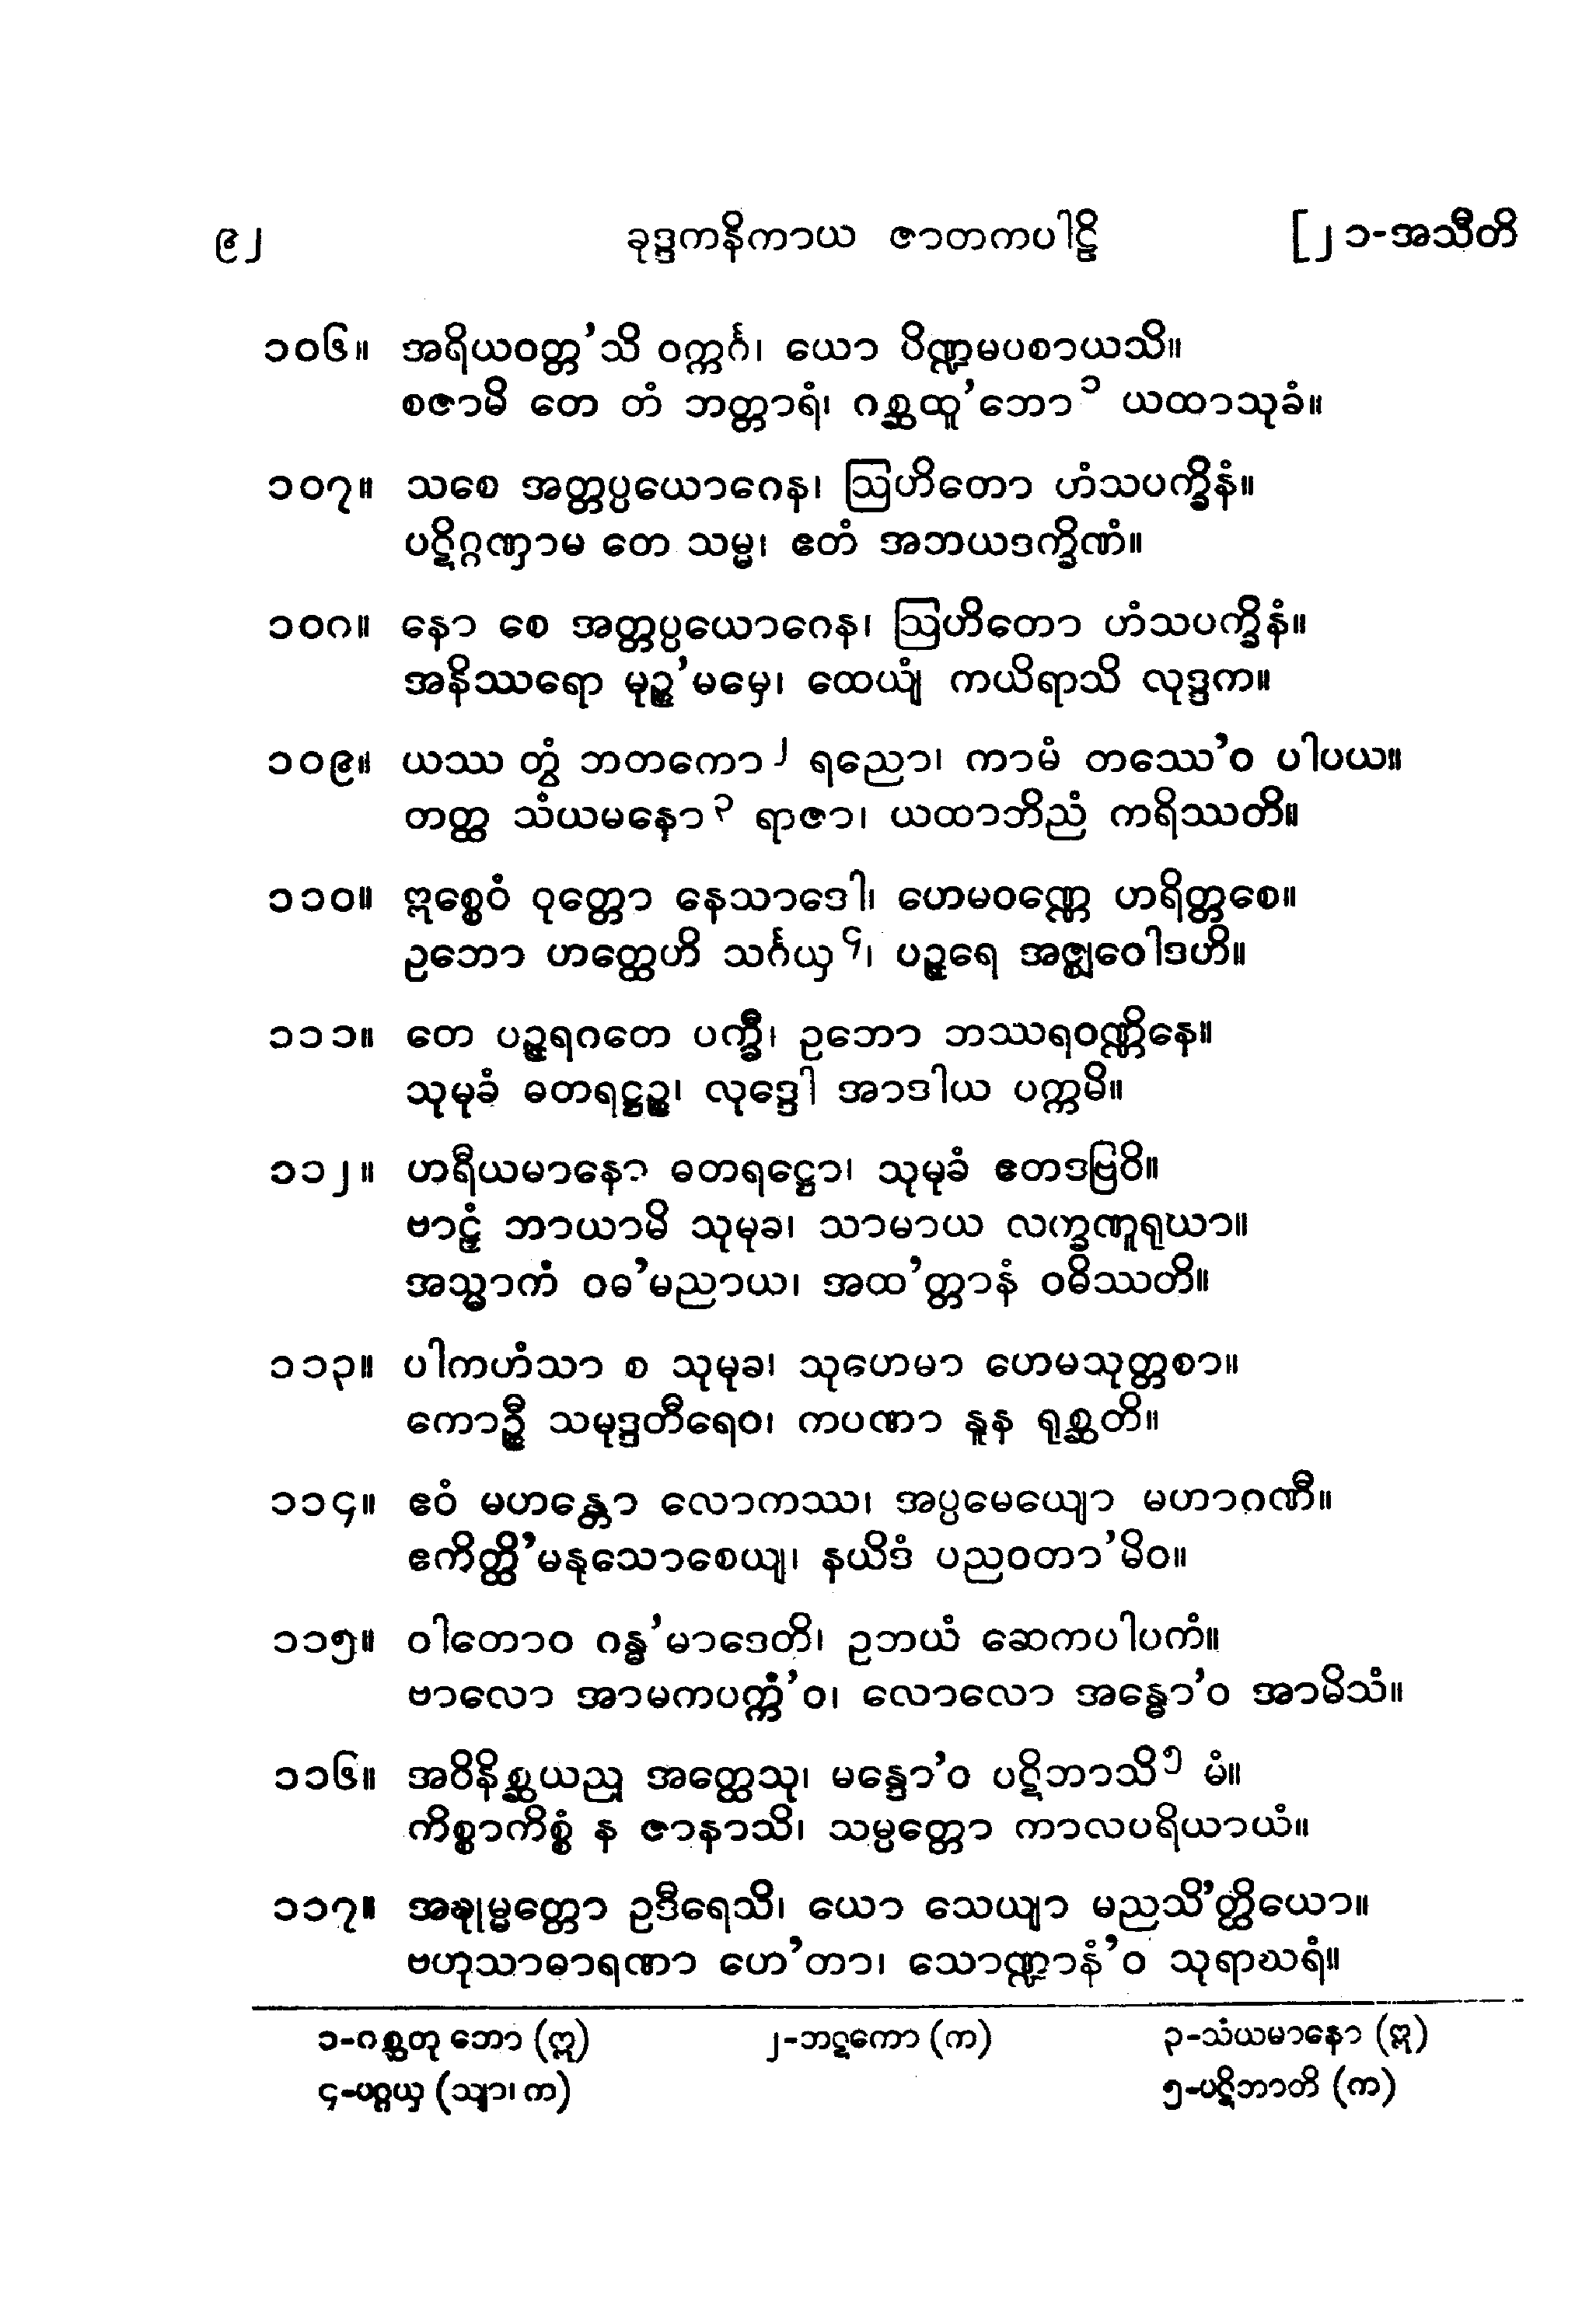 ၉၂ ခုဒ္ဒကနိကာယ ဇာတကပါဠိ [၂၁-အသီတိ
၁၀၆။ အရိယဝတ္တ’သိ ဝက္ကင်္ဂ၊ ယော ပိဏ္ဍမပစာယသိ။
စဇာမိ တေ တံ ဘတ္တာရံ၊ ဂစ္ဆထူ’ဘော၁ ယထာသုခံ။
၁၀၇။ သစေ အတ္တပ္ပယောဂေန၊ ဩဟိတော ဟံသပက္ခိနံ။
ပဋိဂ္ဂဏှာမ တေ သမ္မ၊ ဧတံ အဘယဒက္ခိဏံ။
၁၀၈။ နော စေ အတ္တပ္ပယောဂေန၊ ဩဟိတော ဟံသပက္ခိနံ။
အနိဿရော မုဉ္စ’မမှေ၊ ထေယျံ ကယိရာသိ လုဒ္ဒက။
၁၀၉။ ယဿ တွံ ဘတကော၂ ရညော၊ ကာမံ တဿေ’ဝ ပါပယ။
တတ္ထ သံယမနော၃ ရာဇာ၊ ယထာဘိညံ ကရိဿတိ။
၁၁၀။ ဣစ္စေဝံ ဝုတ္တော နေသာဒေါ၊ ဟေမဝဏ္ဏေ ဟရိတ္တစေ။
ဥဘော ဟတ္ထေဟိ သင်္ဂယှ၄၊ ပဉ္ဇရေ အဇ္ဈဝေါဒဟိ။
၁၁၁။ တေ ပဉ္ဇရဂတေ ပက္ခီ၊ ဥဘော ဘဿရဝဏ္ဏိနေ။
သုမုခံ ဓတရဋ္ဌဉ္စ၊ လုဒ္ဒေါ အာဒါယ ပက္ကမိ။
၁၁၂။ ဟရီယမာနော ဓတရဋ္ဌော၊ သုမုခံ ဧတဒဗြဝိ။
ဗာဠှံ ဘာယာမိ သုမုခ၊ သာမာယ လက္ခဏူရုယာ။
အသ္မာကံ ဝဓ’မညာယ၊ အထ’တ္တာနံ ဝဓိဿတိ။
၁၁၃။ ပါကဟံသာ စ သုမုခ၊ သုဟေမာ ဟေမသုတ္တစာ။
ကောဉ္စီ သမုဒ္ဒတီရေဝ၊ ကပဏာ နူန ရုစ္ဆတိ။
၁၁၄။ ဧဝံ မဟန္တော လောကဿ၊ အပ္ပမေယျော မဟာဂဏီ။
ဧကိတ္ထိ’မနုသောစေယျ၊ နယိဒံ ပညဝတာ’မိဝ။
၁၁၅။ ဝါတောဝ ဂန္ဓ’မာဒေတိ၊ ဥဘယံ ဆေကပါပကံ။
ဗာလော အာမကပက္ကံ’ဝ၊ လောလော အန္ဓော’ဝ အာမိသံ။
၁၁၆။ အဝိနိစ္ဆယညု အတ္ထေသု၊ မန္ဒော’ဝ ပဋိဘာသိ၅ မံ။
ကိစ္စာကိစ္စံ န ဇာနာသိ၊ သမ္ပတ္တော ကာလပရိယာယံ။
၁၁၇။ အဍ္ဎုမ္မတ္တော ဥဒီရေသိ၊ ယော သေယျာ မညသိ’တ္ထိယော။
ဗဟုသာဓာရဏာ ဟေ’တာ၊ သောဏ္ဍာနံ’ဝ သုရာဃရံ။
၁-ဂစ္ဆတု ဘော (ဣ) ၂-ဘဋကော (က) ၃-သံယမာနော (ဣ)
၄-ပဂ္ဂယှ (သျာ၊ က) ၅-ပဋိဘာတိ (က)